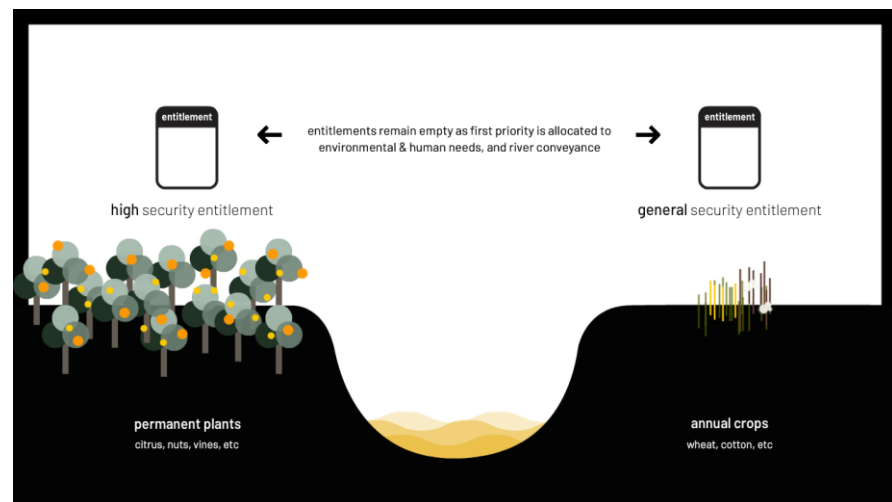 entitlement
entitlement
entitlements remain empty as first priority is allocated to
environmental & human needs, and river conveyance
high security entitlement
general security entitlement
permanent plants
citrus, nuts, vines, etc
annual crops
wheat, cotton, etc